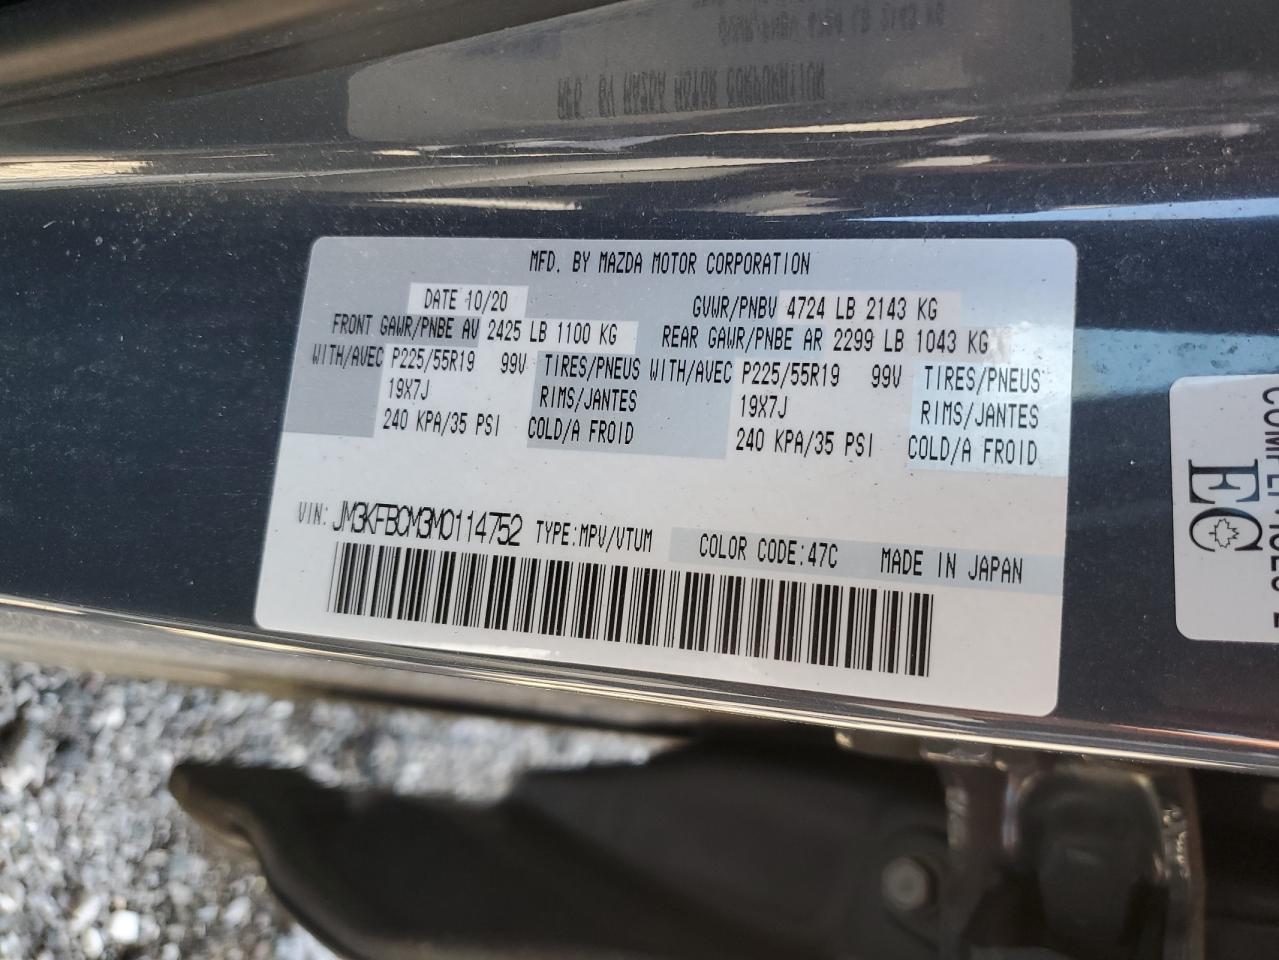 MFD. BY MAZDA MOTOR CORPORATION
DATE 10/20 GVWR/PNBV 4724 LB 2143 KG
FRONT GAWR/PNBE AV 2425 LB 1100 KG REAR GAWR/PNBE AR 2299 LB 1043 KG
WITH/AVEC P225/55R19 99V TIRES/PNEUS WITH/AVEC P225/55R19 99V TIRES/PNEUS
19X7J RIMS/JANTES 19X7J RIMS/JANTES
240 KPA/35 PSI COLD/A FROID 240 KPA/35 PSI COLD/A FROID
VIN: JM3KFBCM3M0114752 TYPE:MPV/VTUM COLOR CODE:47C MADE IN JAPAN
EC